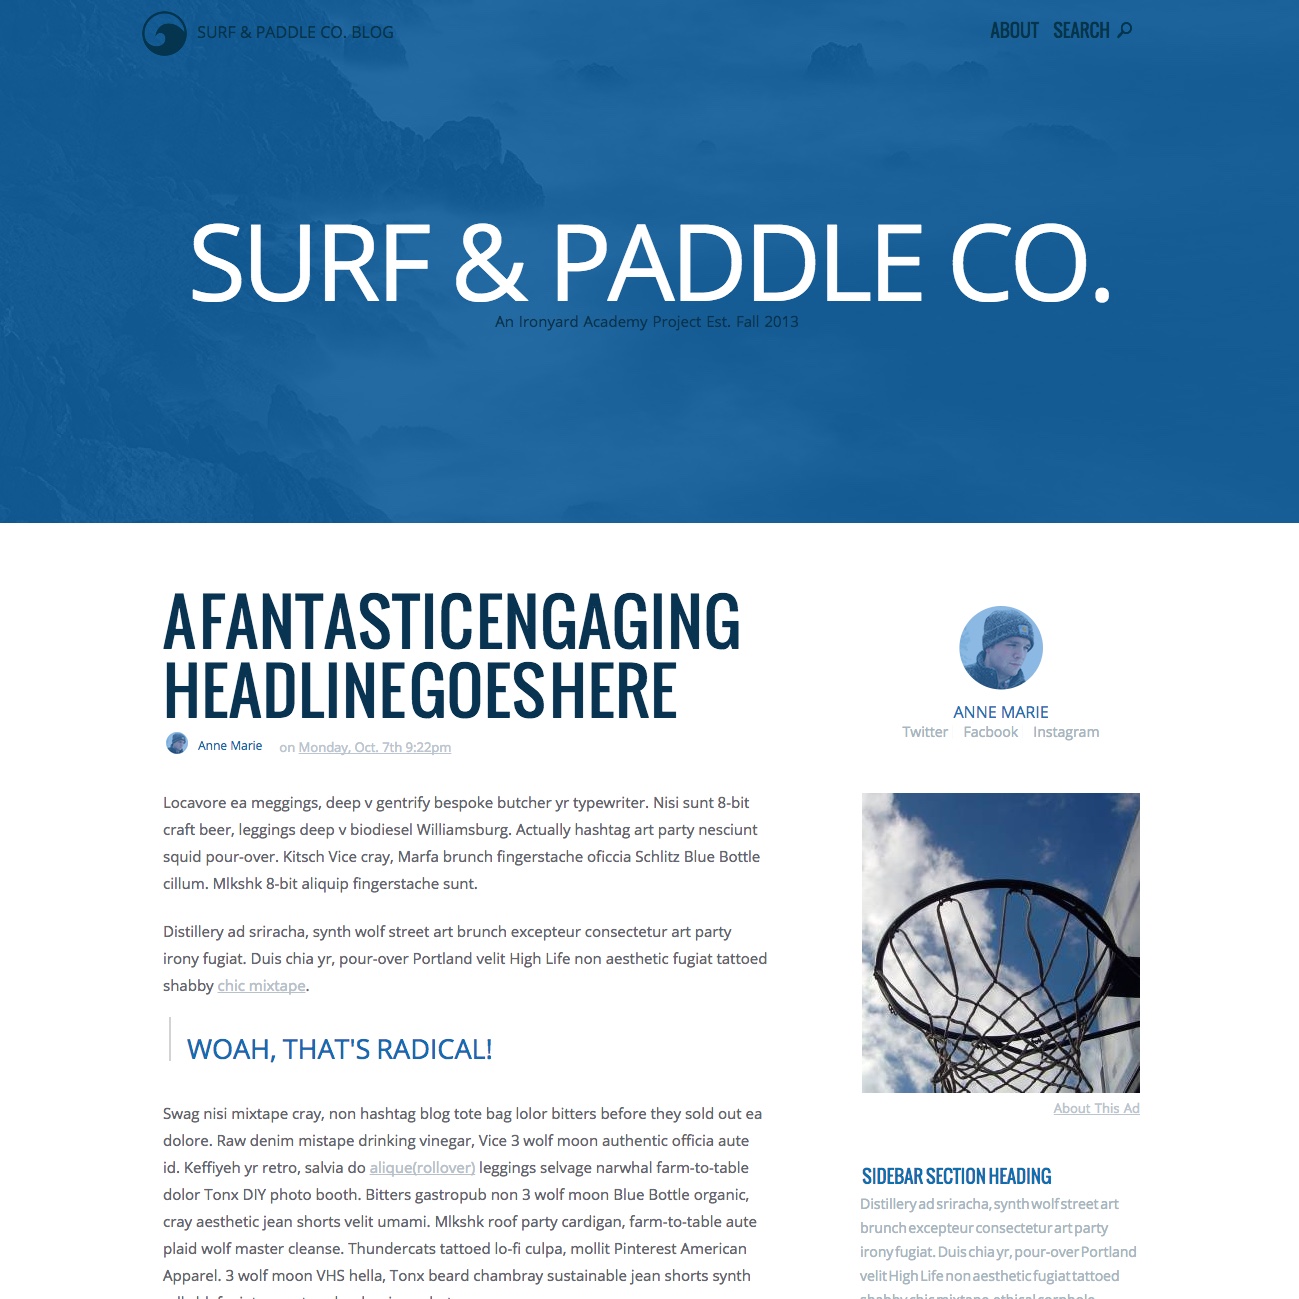 SURF & PADDLE CO. BLOG
ABOUT SEARCH
SURF & PADDLE CO.
An Ironyard Academy Project Est. Fall 2013
A FANTASTIC ENGAGING
HEADLINE GOES HERE
Anne Marie on Monday, Oct. 7th 9:22pm
Locavore ea meggings, deep v gentrify bespoke butcher yr typewriter. Nisi sunt 8-bit
craft beer, leggings deep v biodiesel Williamsburg. Actually hashtag art party nesciunt
squid pour-over. Kitsch Vice cray, Marfa brunch fingerstache oficcia Schlitz Blue Bottle
cillum. Mlkshk 8-bit aliquip fingerstache sunt.
Distillery ad sriracha, synth wolf street art brunch excepteur consectetur art party
irony fugiat. Duis chia yr, pour-over Portland velit High Life non aesthetic fugiat tattoed
shabby chic mixtape.
WOAH, THAT'S RADICAL!
Swag nisi mixtape cray, non hashtag blog tote bag lolor bitters before they sold out ea
dolore. Raw denim mistape drinking vinegar, Vice 3 wolf moon authentic officia aute
id. Keffiyeh yr retro, salvia do alique(rollover) leggings selvage narwhal farm-to-table
dolor Tonx DIY photo booth. Bitters gastropub non 3 wolf moon Blue Bottle organic,
cray aesthetic jean shorts velit umami. Mlkshk roof party cardigan, farm-to-table aute
plaid wolf master cleanse. Thundercats tattoed lo-fi culpa, mollit Pinterest American
Apparel. 3 wolf moon VHS hella, Tonx beard chambray sustainable jean shorts synth
ANNE MARIE
Twitter Facbook Instagram
About This Ad
SIDEBAR SECTION HEADING
Distillery ad sriracha, synth wolf street art
brunch excepteur consectetur art party
irony fugiat. Duis chia yr, pour-over Portland
velit High Life non aesthetic fugiat tattoed